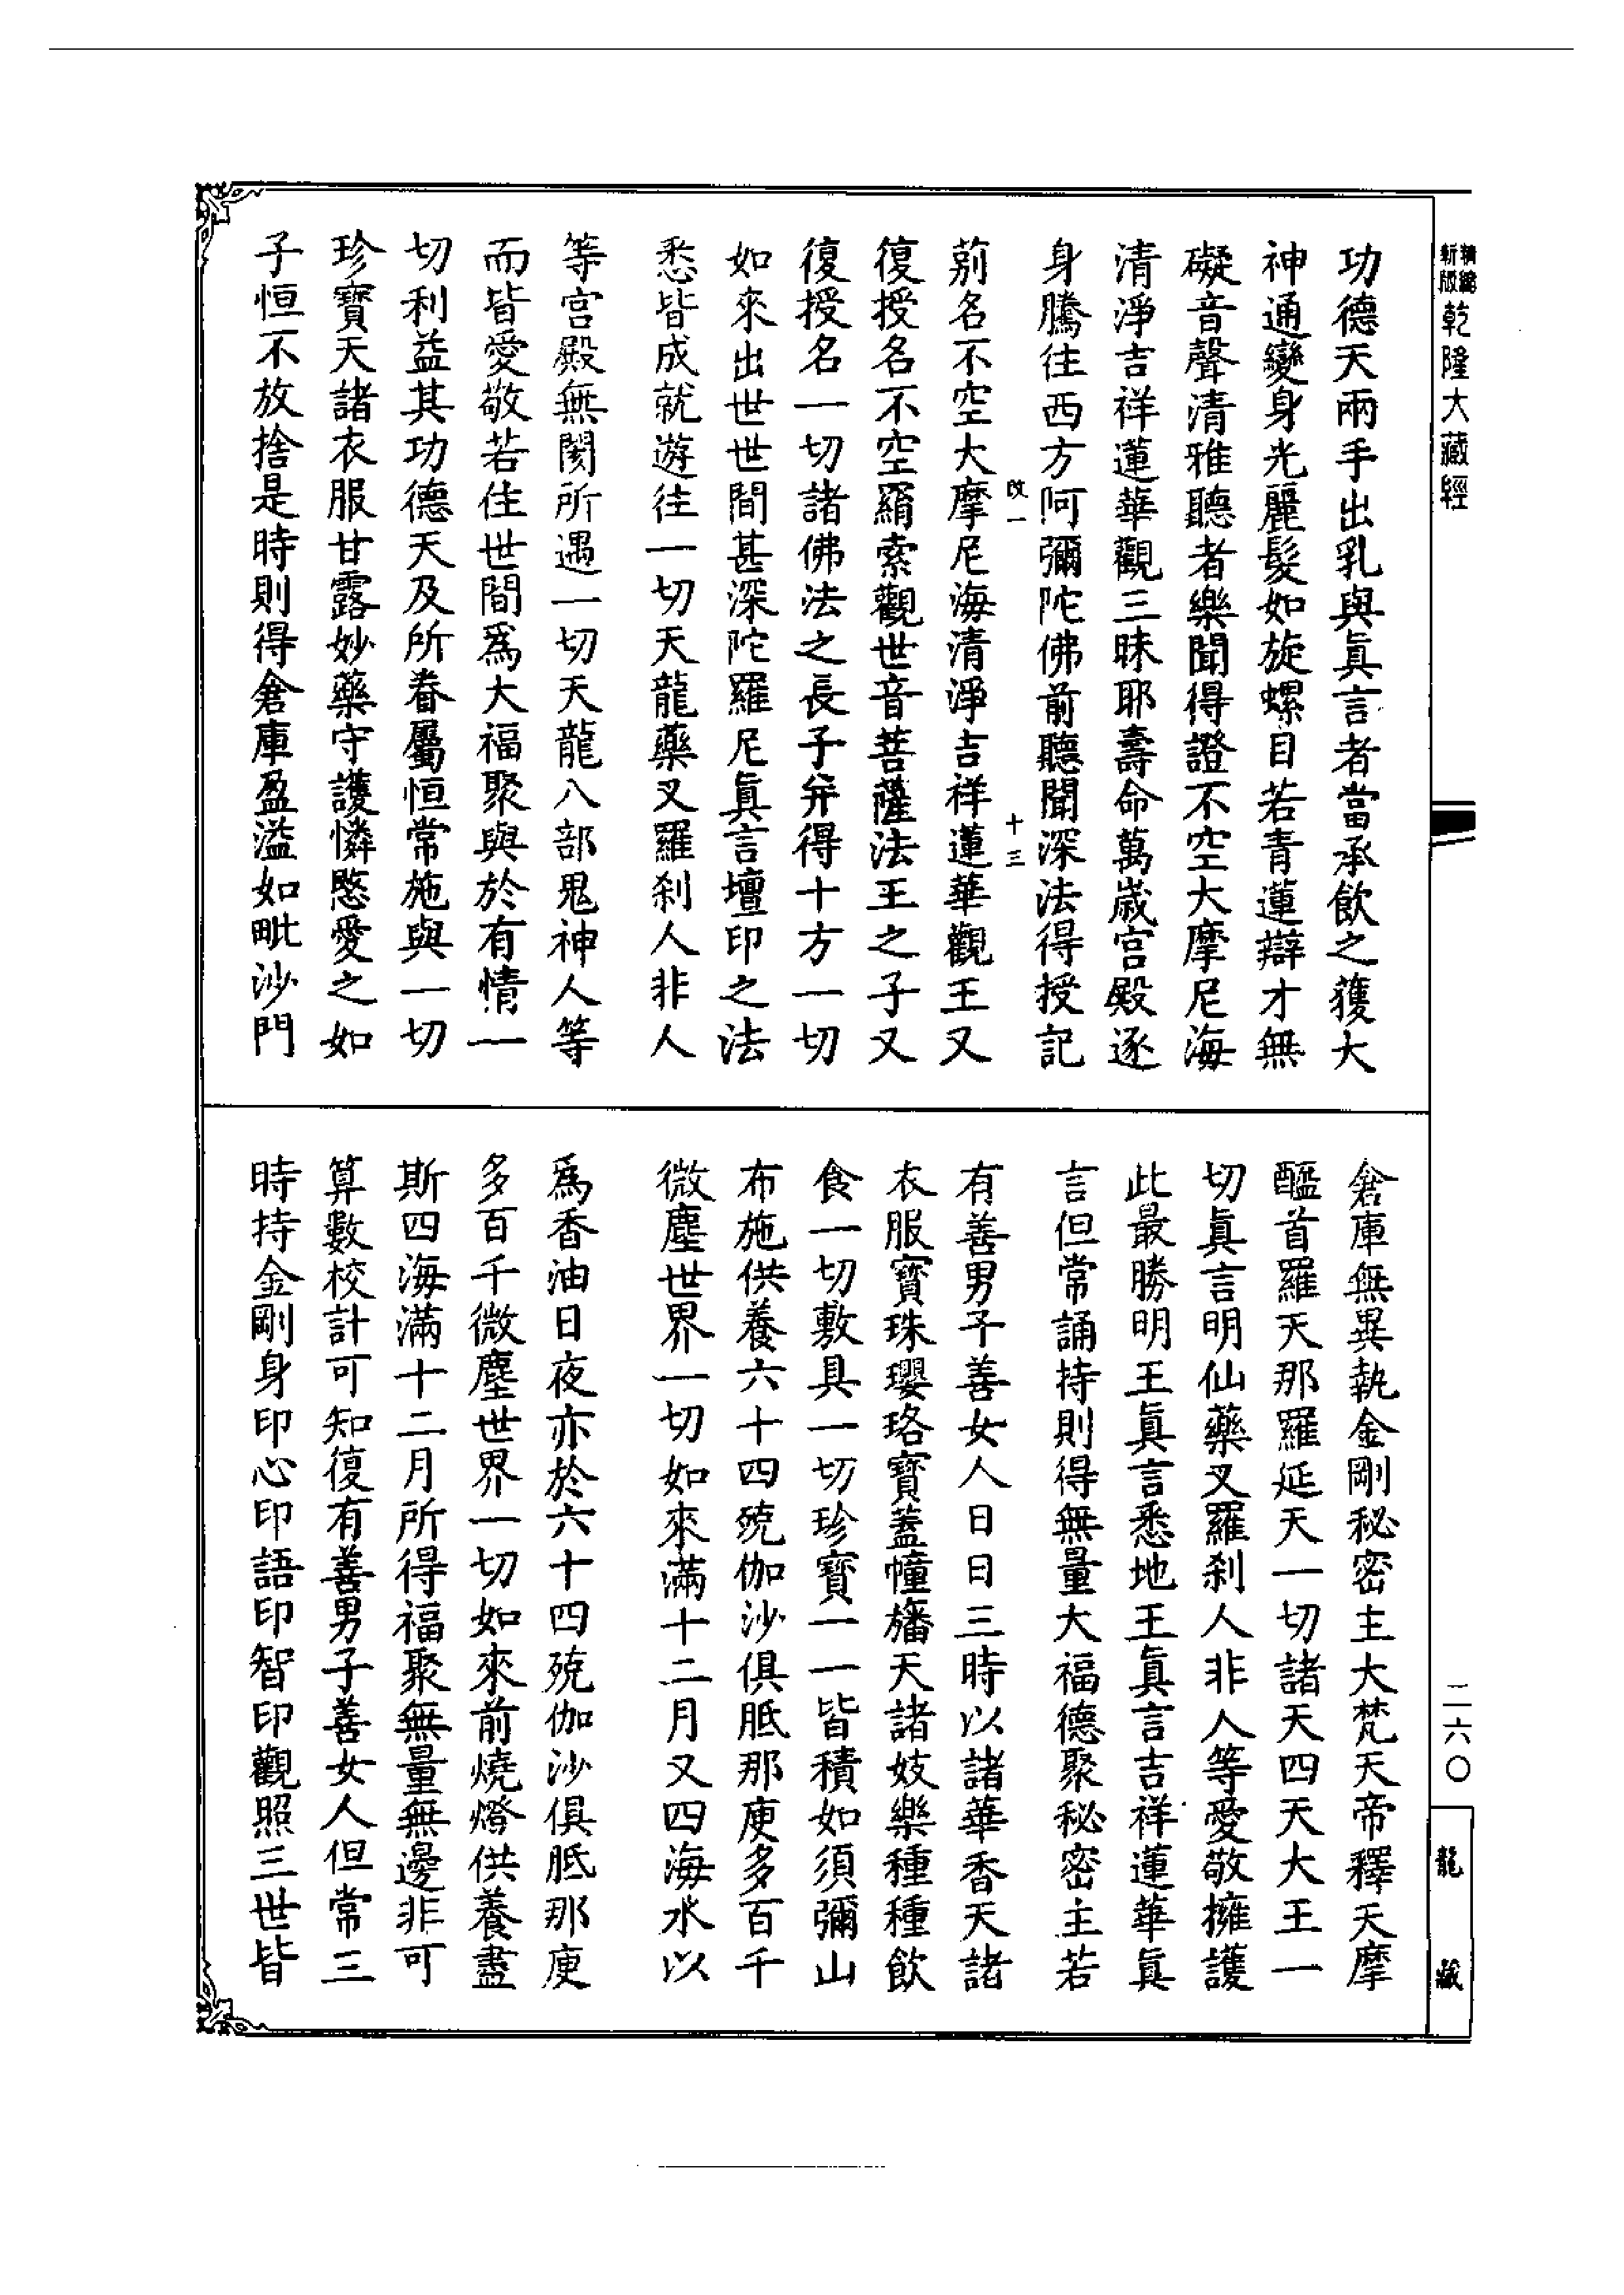 精縮新版乾隆大藏經
二六〇
龍藏
功德天兩手出乳與眞言者當承飲之獲大
神通變身光麗髮如旋螺目若青蓮辯才無
礙音聲清雅聽者樂聞得證不空大摩尼海
清淨吉祥蓮華觀三昧耶壽命萬歲宮殿逐
身騰往西方阿彌陀佛前聽聞深法得授記
十三
莂名不空大摩尼海清淨吉祥蓮華觀王又
復授名不空羂索觀世音菩薩法王之子又
復授名一切諸佛法之長子并得十方一切
如來出世世間甚深陀羅尼眞言壇印之法
悉皆成就遊往一切天龍藥叉羅刹人非人
等宮殿無閡所遇一切天龍八部鬼神人等
而皆愛敬若住世間爲大福聚與於有情一
切利益其功德天及所眷屬恒常施與一切
珍寶天諸衣服甘露妙藥守護憐愍愛之如
子恒不放捨是時則得倉庫盈溢如毗沙門
倉庫無異執金剛秘密主大梵天帝釋天摩
醯首羅天那羅延天一切諸天四天大王一
切眞言明仙藥叉羅刹人非人等愛敬擁護
此最勝明王眞言悉地王眞言吉祥蓮華眞
言但常誦持則得無量大福德聚秘密主若
有善男子善女人日日三時以諸華香天諸
衣服寶珠瓔珞寶蓋幢旛天諸妓樂種種飲
食一切敷具一切珍寶一一皆積如須彌山
布施供養六十四殑伽沙俱胝那庾多百千
微塵世界一切如來滿十二月又四海水以
爲香油日夜亦於六十四殑伽沙俱胝那庾
多百千微塵世界一切如來前燒燈供養盡
斯四海滿十二月所得福聚無量無邊非可
算數校計可知復有善男子善女人但常三
時持金剛身印心印語印智印觀照三世皆